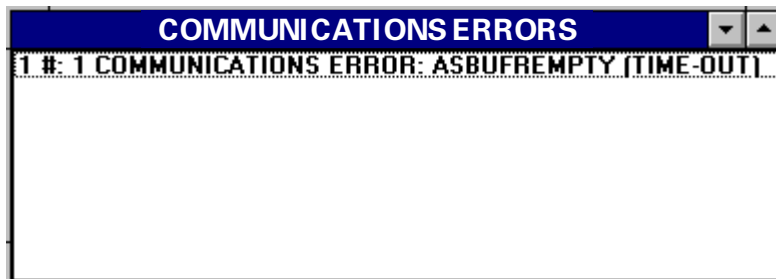 COMMUNICATIONS ERRORS
1 #: 1 COMMUNICATIONS ERROR: ASBUFREMPTY (TIME-OUT)